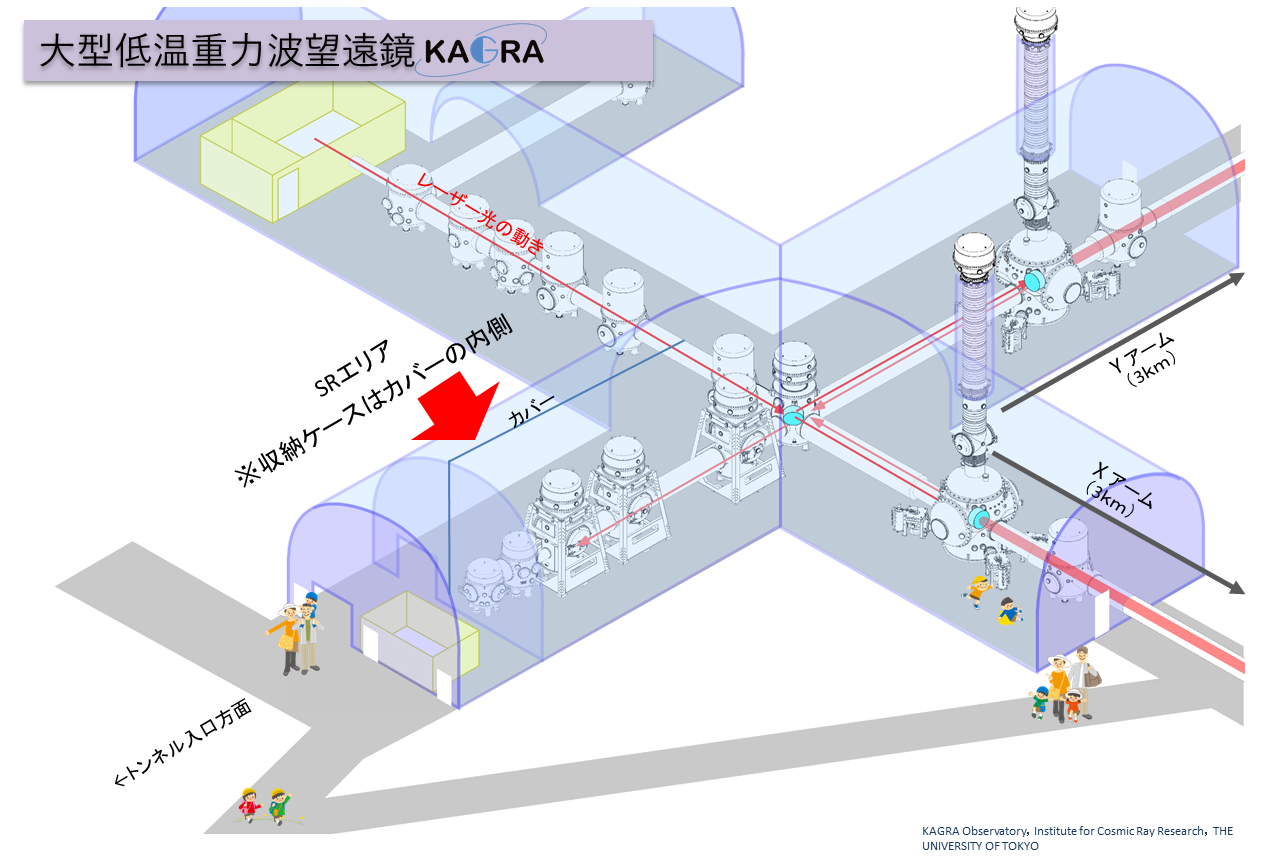 大型低温重力波望遠鏡 KAGRA
レーザー光の動き
SRエリア
※収納ケースはカバーの内側
カバー
Y アーム
(3km)
X アーム
(3km)
←トンネル入口方面
KAGRA Observatory, Institute for Cosmic Ray Research, THE
UNIVERSITY OF TOKYO